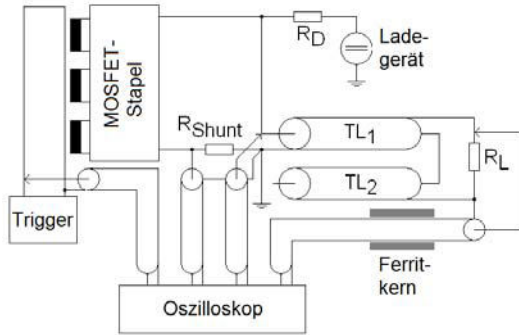 MOSFET-
Stapel
R_D
Lade-
gerät
R_Shunt
TL_1
R_L
TL_2
Trigger
Ferrit-
kern
Oszilloskop